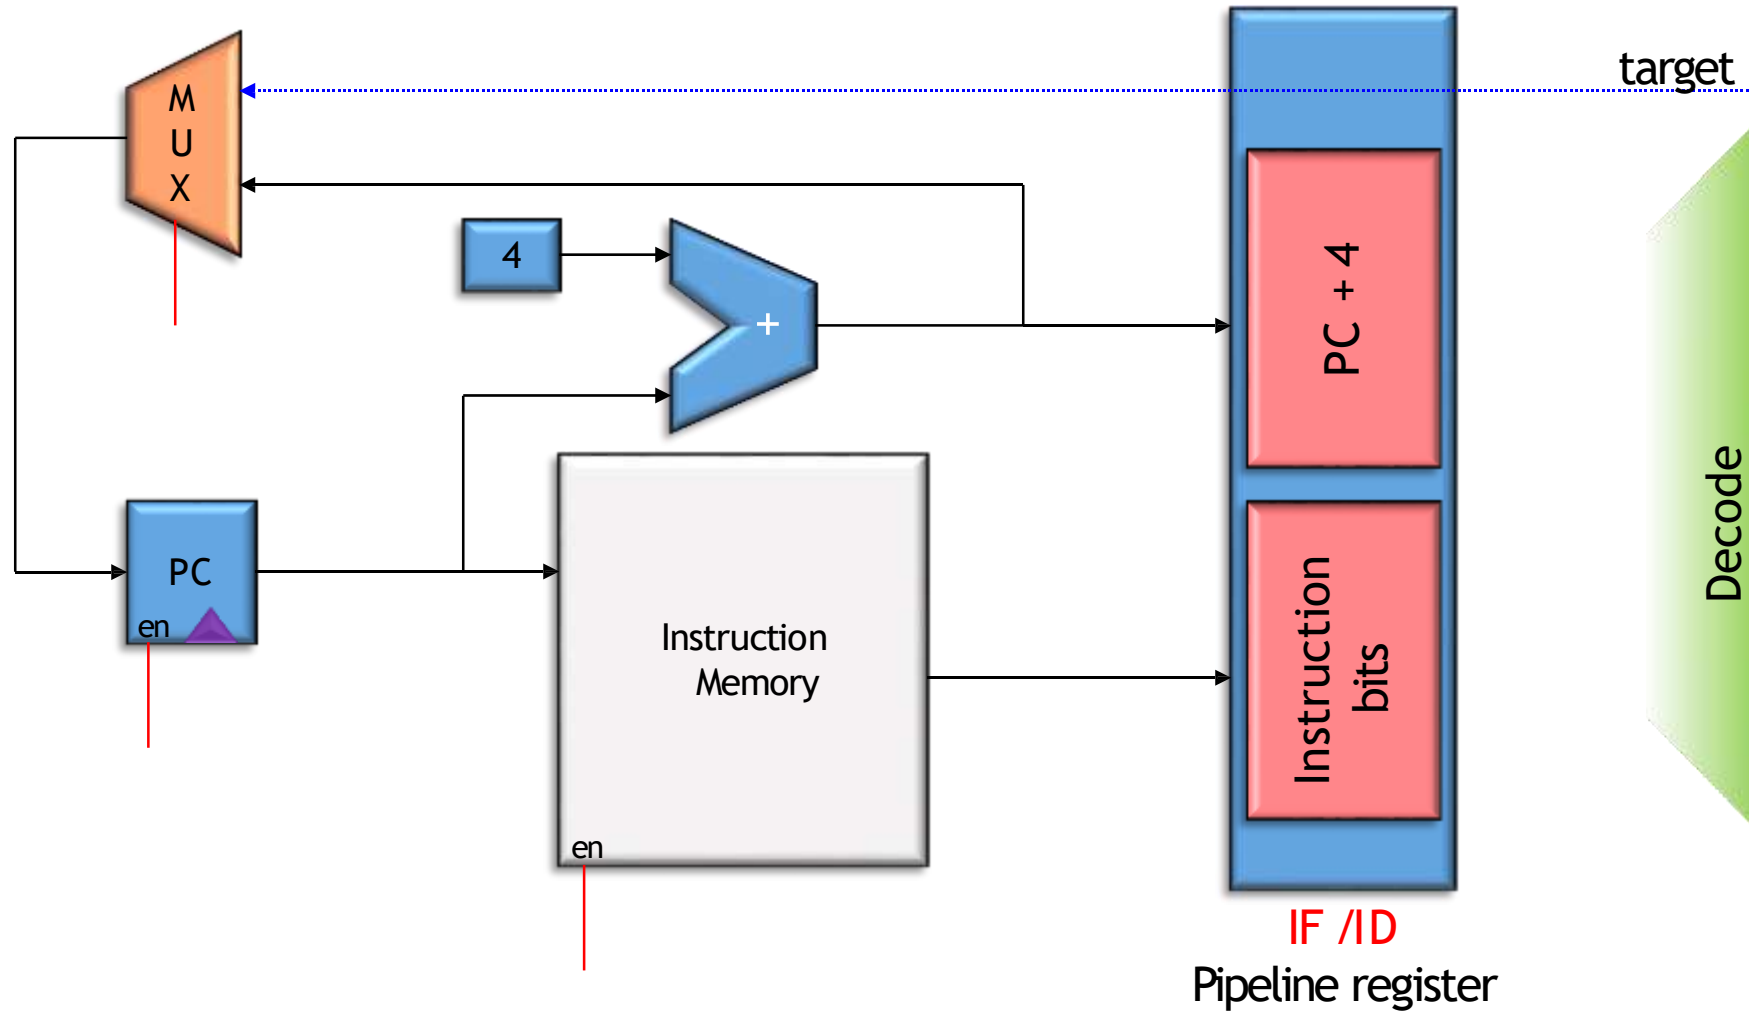 target
M
U
X
4
+
PC + 4
PC
en
Instruction
Memory
en
Instruction
bits
Decode
IF /ID
Pipeline register